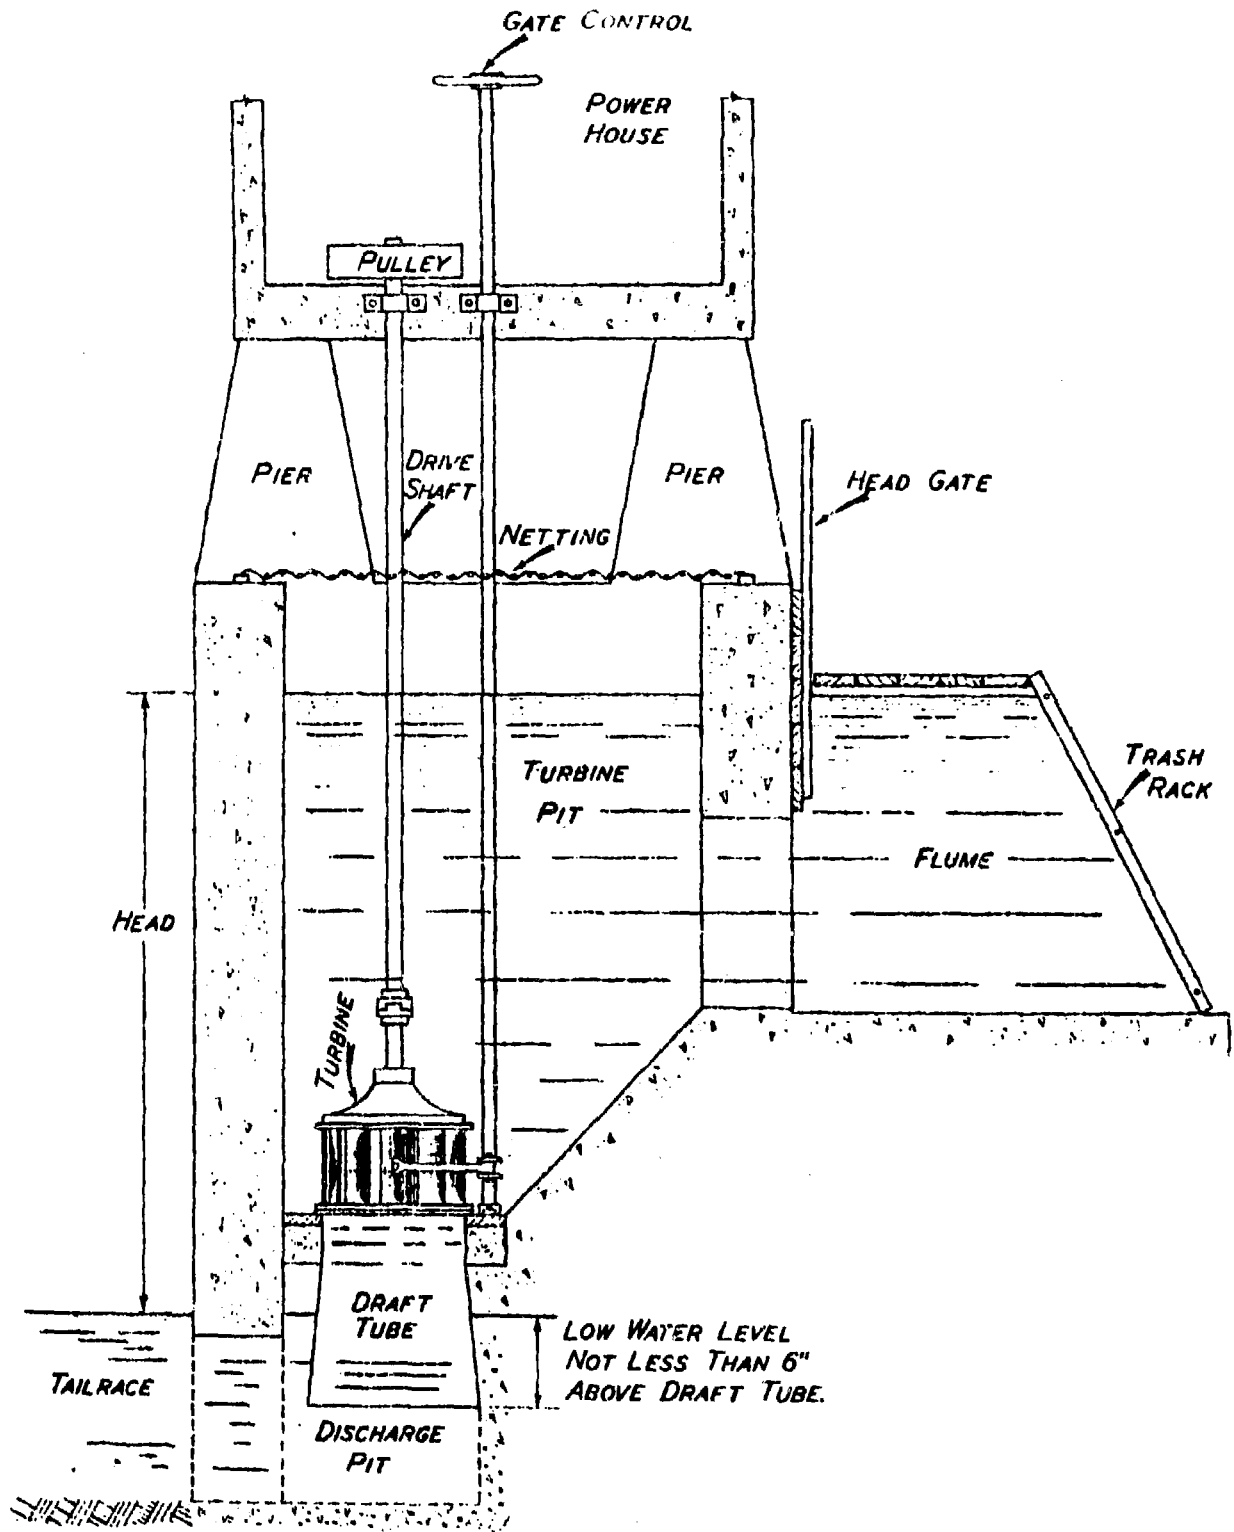 GATE CONTROL
POWER
HOUSE
PULLEY
PIER
DRIVE
SHAFT
PIER
HEAD GATE
NETTING
TURBINE
PIT
TRASH
RACK
FLUME
HEAD
TURBINE
DRAFT
TUBE
LOW WATER LEVEL
NOT LESS THAN 6"
ABOVE DRAFT TUBE.
TAILRACE
DISCHARGE
PIT